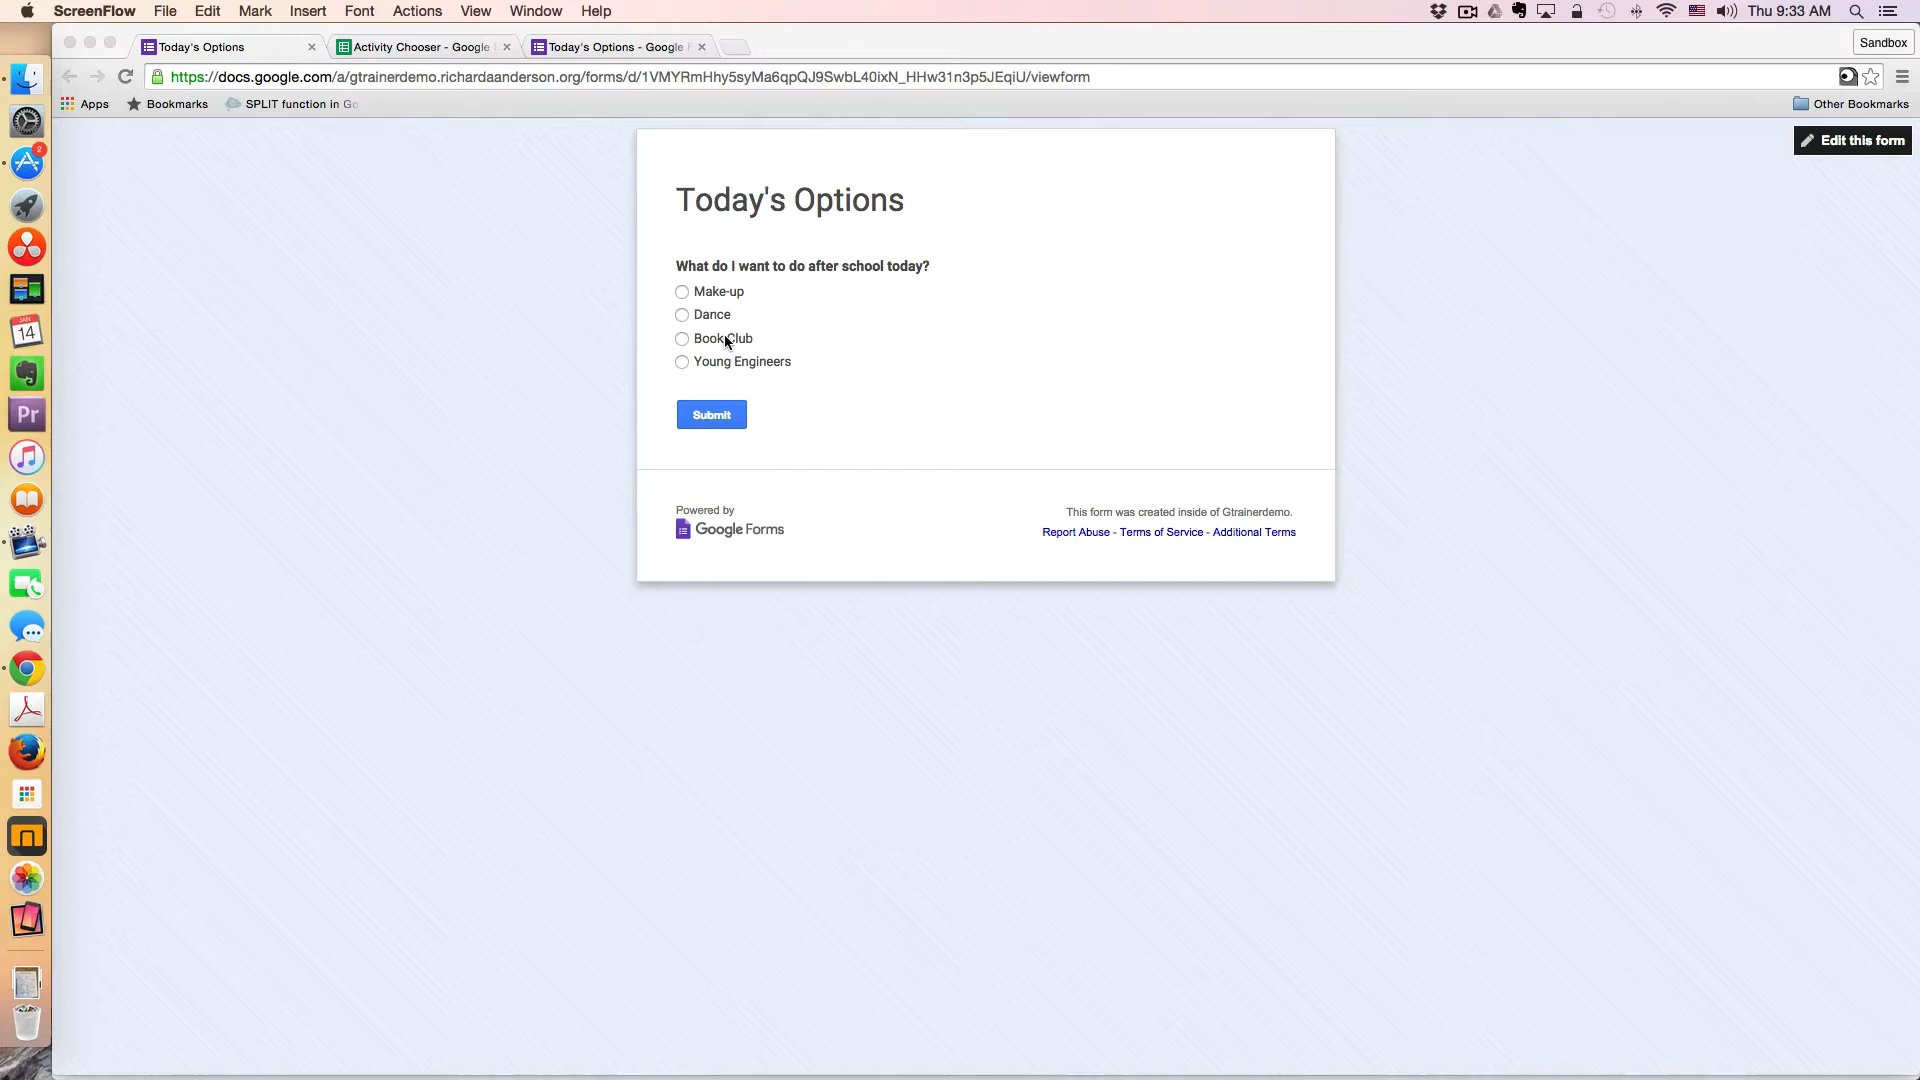 ScreenFlow File Edit Mark Insert Font Actions View Window Help Thu 9:33 AM
Today's Options Activity Chooser - Google Today's Options - Google Sandbox
https://docs.google.com/a/gtrainerdemo.richardaanderson.org/forms/d/1VMYRmHhy5syMa6qpQJ9SwbL40ixN_HHw31n3p5JEqiU/viewform
Apps Bookmarks SPLIT function in Go Other Bookmarks
Edit this form
Today's Options
What do I want to do after school today?
Make-up
Dance
Book Club
Young Engineers
Submit
Powered by
Google Forms
This form was created inside of Gtrainerdemo.
Report Abuse - Terms of Service - Additional Terms
2
JAN
14
Pr